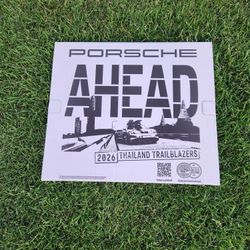 PORSCHE
AHEAD
2026 THAILAND TRAILBLAZERS